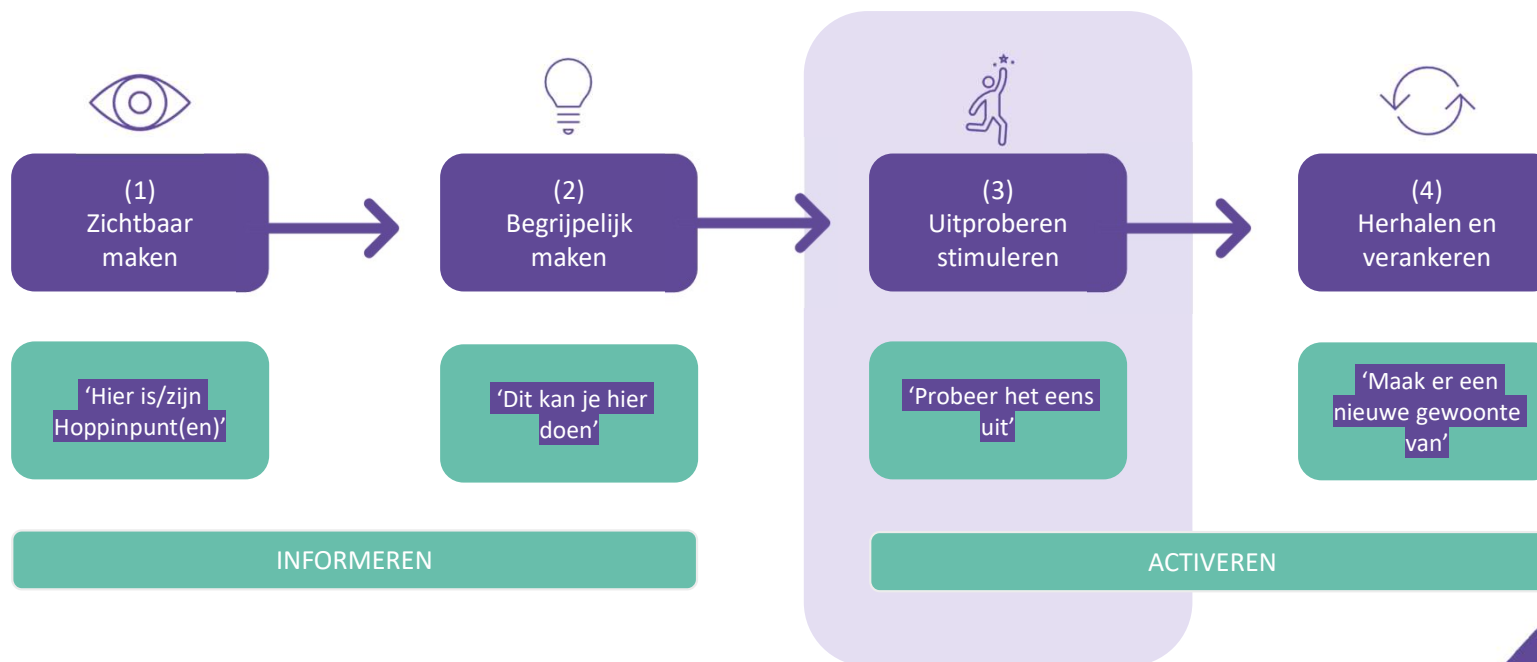 (1)
Zichtbaar
maken
(2)
Begrijpelijk
maken
(3)
Uitproberen
stimuleren
(4)
Herhalen en
verankeren
‘Hier is/zijn
Hoppinpunt(en)’
‘Dit kan je hier
doen’
‘Probeer het eens
uit’
‘Maak er een
nieuwe gewoonte
van’
INFORMEREN
ACTIVEREN